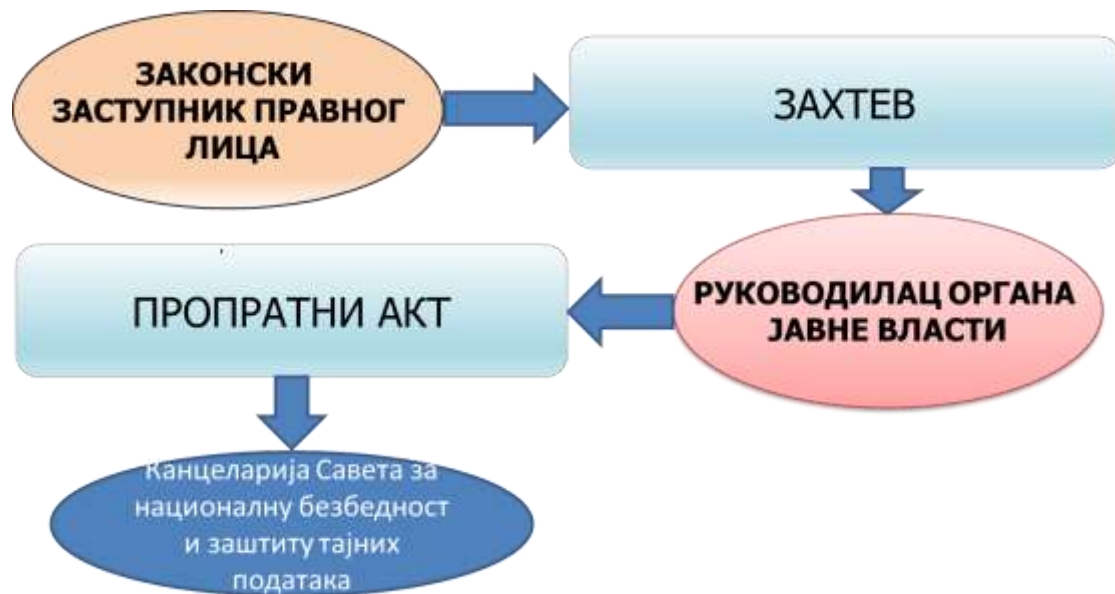 ЗАКОНСКИ
ЗАСТУПНИК ПРАВНОГ
ЛИЦА
ЗАХТЕВ
РУКОВОДИЛАЦ ОРГАНА
ЈАВНЕ ВЛАСТИ
ПРОПРАТНИ АКТ
Канцеларија Савета за
националну безбедност
и заштиту тајних
података